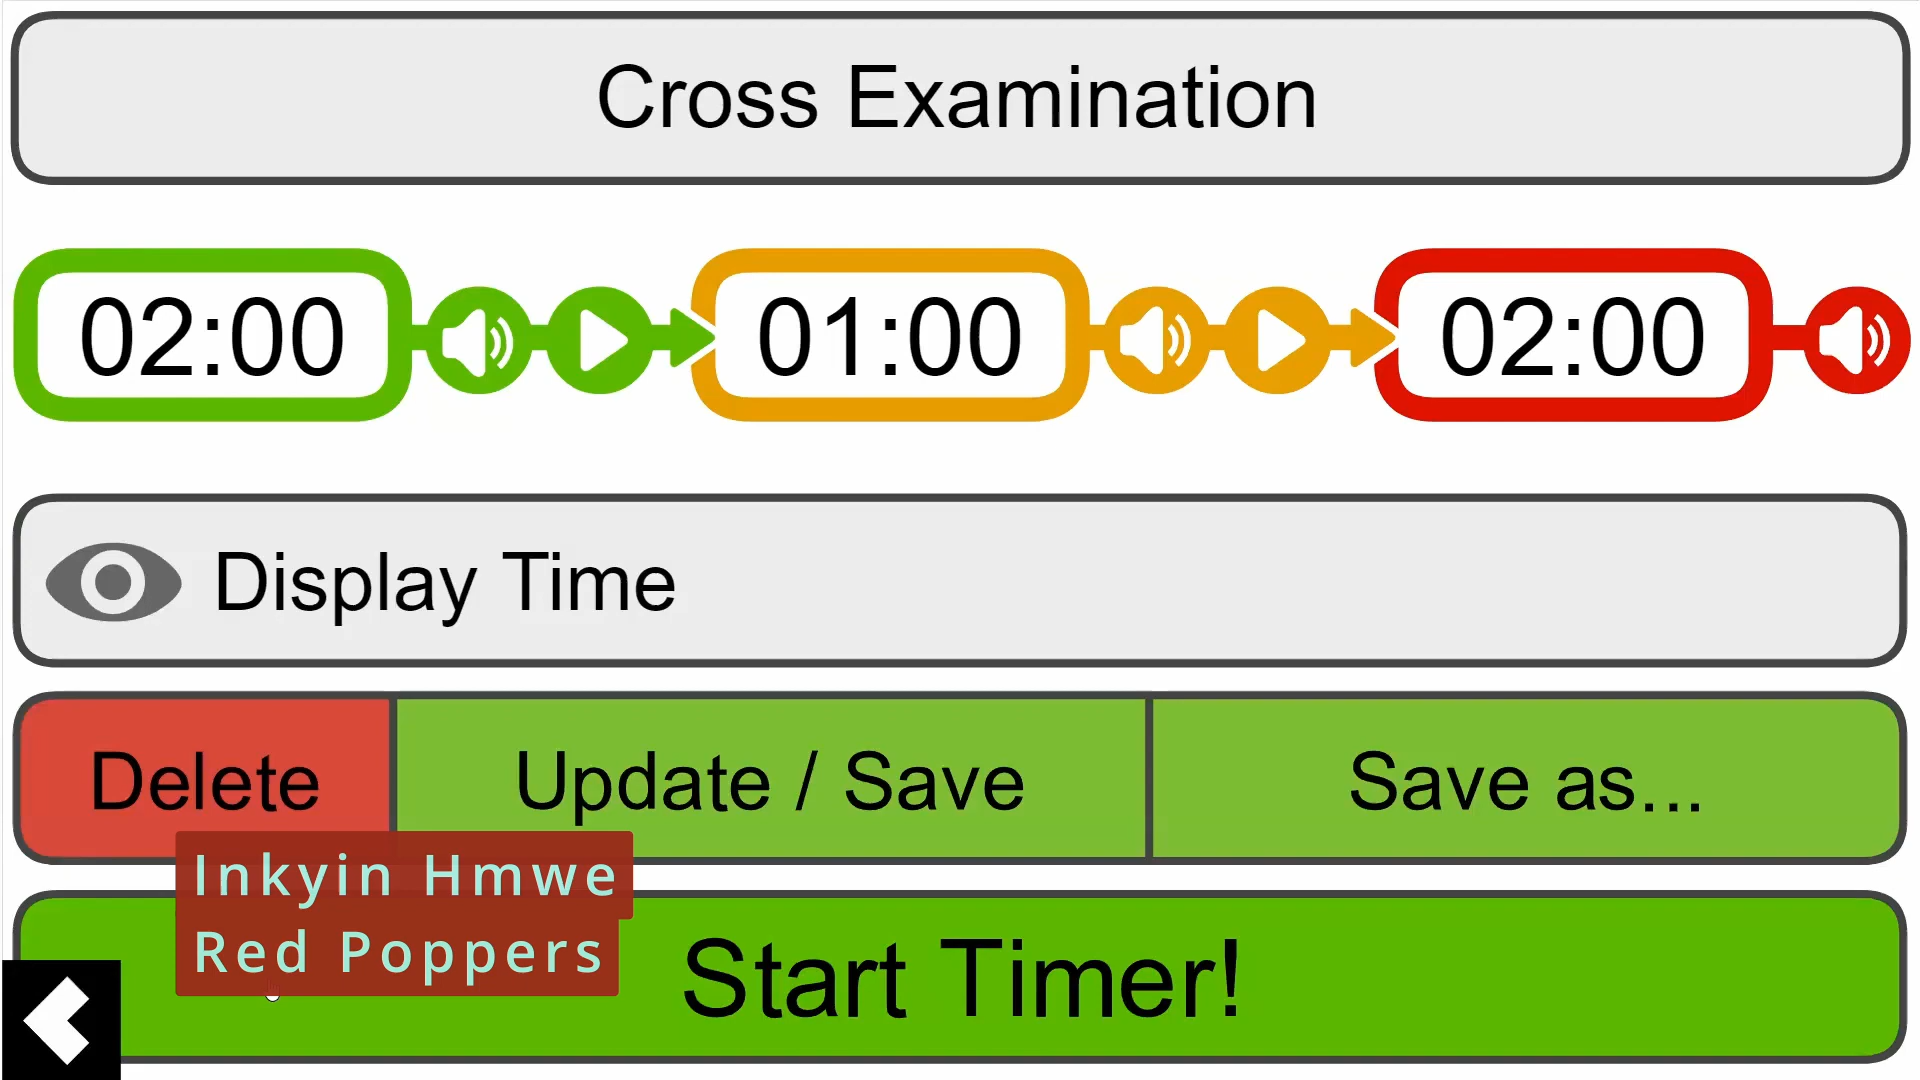 Cross Examination
02:00 01:00 02:00
Display Time
Delete Update / Save Save as...
Inkyin Hmwe
Red Poppers
Start Timer!